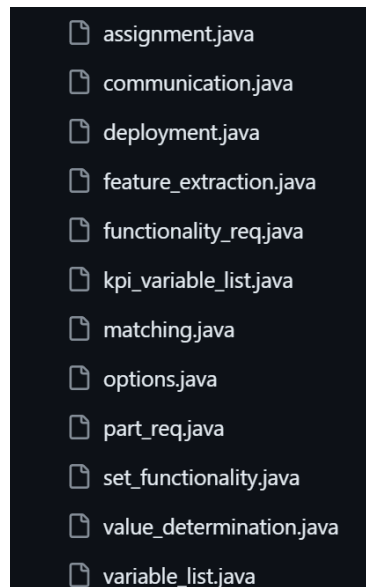 assignment.java
communication.java
deployment.java
feature_extraction.java
functionality_req.java
kpi_variable_list.java
matching.java
options.java
part_req.java
set_functionality.java
value_determination.java
variable_list.java